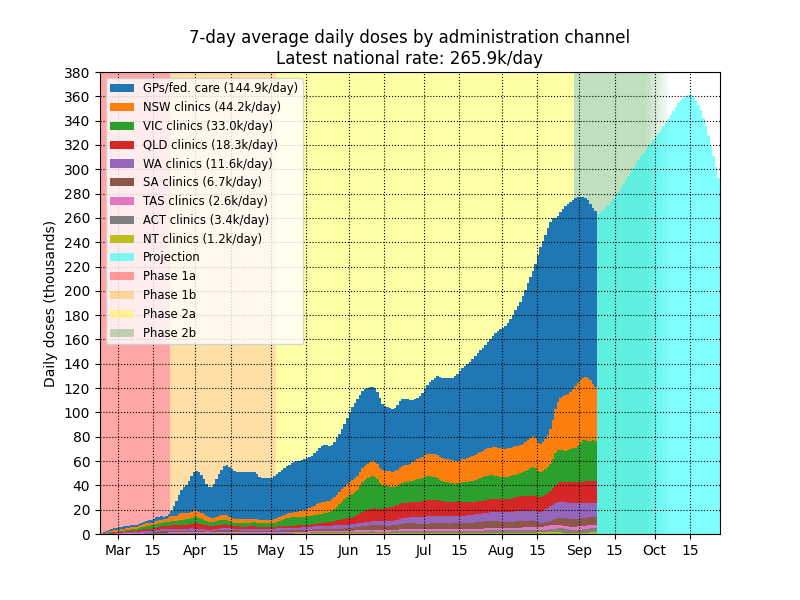 7-day average daily doses by administration channel
Latest national rate: 265.9k/day
Daily doses (thousands)
380
360
340
320
300
280
260
240
220
200
180
160
140
120
100
80
60
40
20
0
GPs/fed. care (144.9k/day)
NSW clinics (44.2k/day)
VIC clinics (33.0k/day)
QLD clinics (18.3k/day)
WA clinics (11.6k/day)
SA clinics (6.7k/day)
TAS clinics (2.6k/day)
ACT clinics (3.4k/day)
NT clinics (1.2k/day)
Projection
Phase 1a
Phase 1b
Phase 2a
Phase 2b
Mar 15 Apr 15 May 15 Jun 15 Jul 15 Aug 15 Sep 15 Oct 15